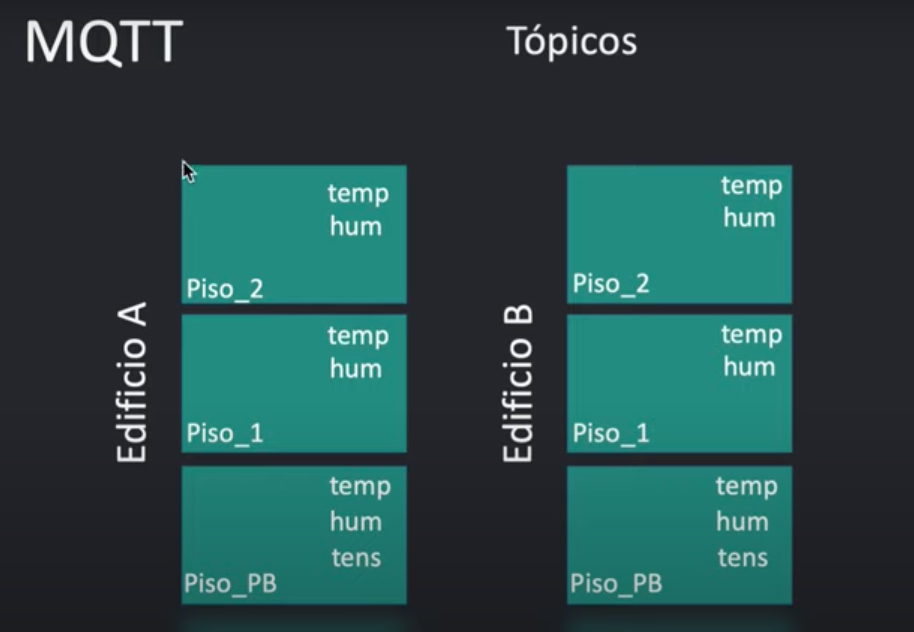 MQTT
Tópicos
Edificio A
temp
hum
Piso_2
temp
hum
Piso_1
temp
hum
tens
Piso_PB
Edificio B
temp
hum
Piso_2
temp
hum
Piso_1
temp
hum
tens
Piso_PB